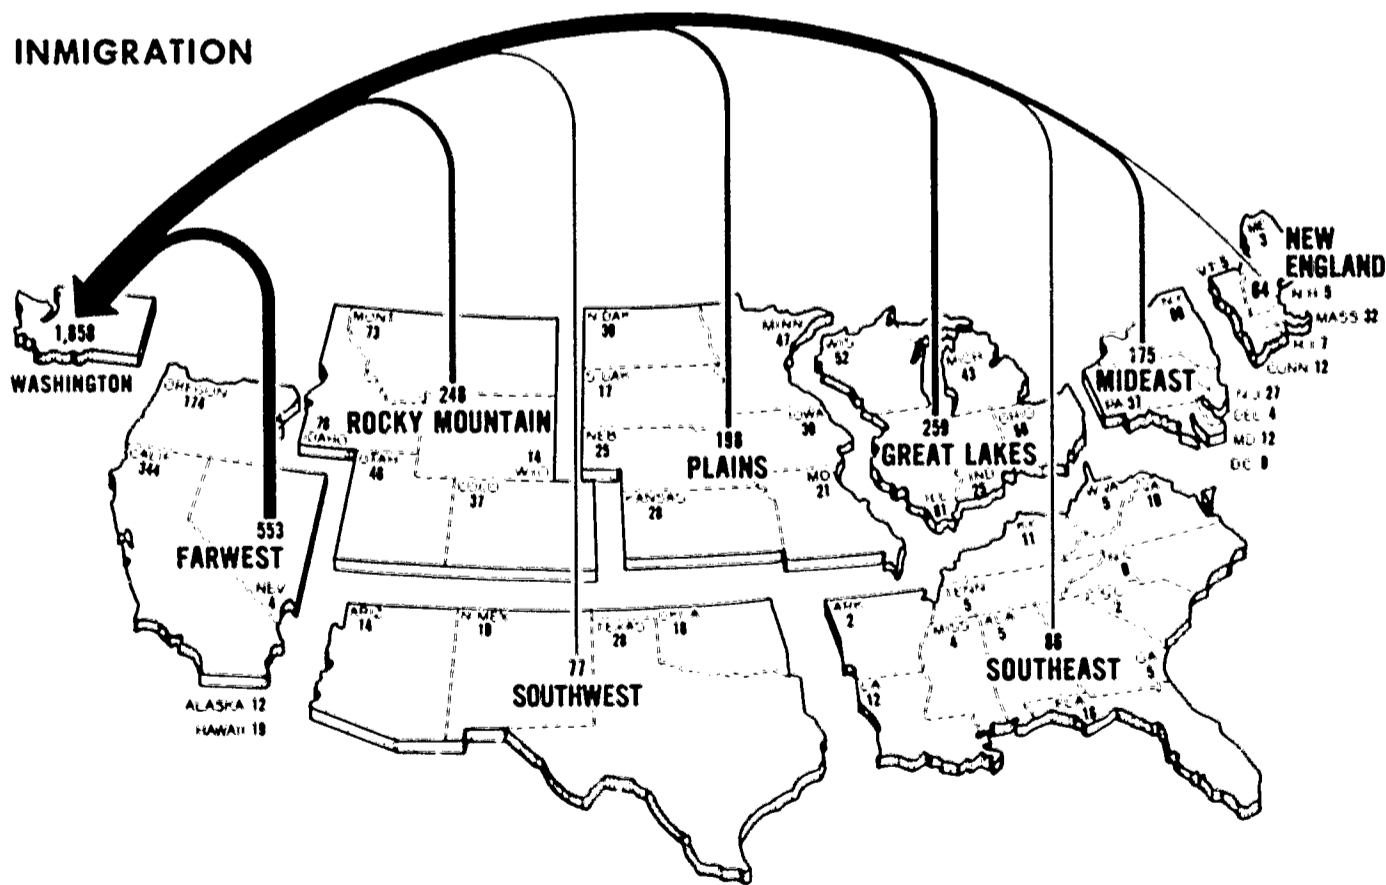 INMIGRATION
1,858
WASHINGTON
OREGON
174
CALIF
344
553
FARWEST
NEV
4
ALASKA 12
HAWAII 19
MONT
73
248
ROCKY MOUNTAIN
IDAHO
UTAH
46
14
WYO
COLO
37
ARIZ
14
N MEX
TEXAS
28
OKLA
77
SOUTHWEST
N DAK
30
S DAK
17
NEB
25
KANSAS
28
MINN
47
IOWA
MO
21
198
PLAINS
WIS
52
MICH
43
259
GREAT LAKES
OHIO
IND
ILL
175
MIDEAST
PA 37
N Y
N J 27
DEL 4
MD 12
DC
ME
3
NEW
ENGLAND
VT 5
64
N H
MASS 32
R I 7
CONN 12
W VA
5
VA
KY
11
N C
S C
2
TENN
5
ARK
2
MISS
4
ALA
5
GA
5
LA
12
FLA
86
SOUTHEAST